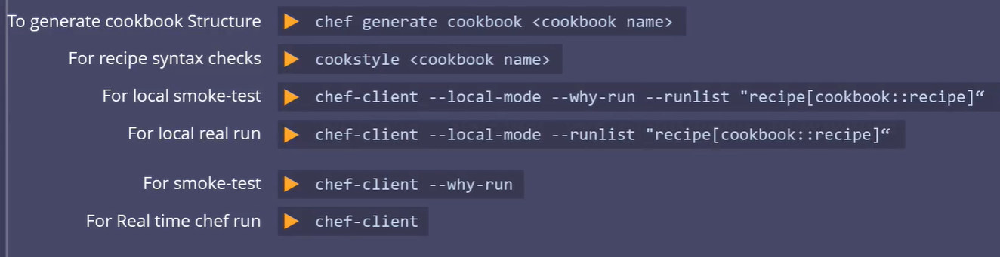 To generate cookbook Structure chef generate cookbook <cookbook name>
For recipe syntax checks cookstyle <cookbook name>
For local smoke-test chef-client --local-mode --why-run --runlist "recipe[cookbook::recipe]“
For local real run chef-client --local-mode --runlist "recipe[cookbook::recipe]“
For smoke-test chef-client --why-run
For Real time chef run chef-client